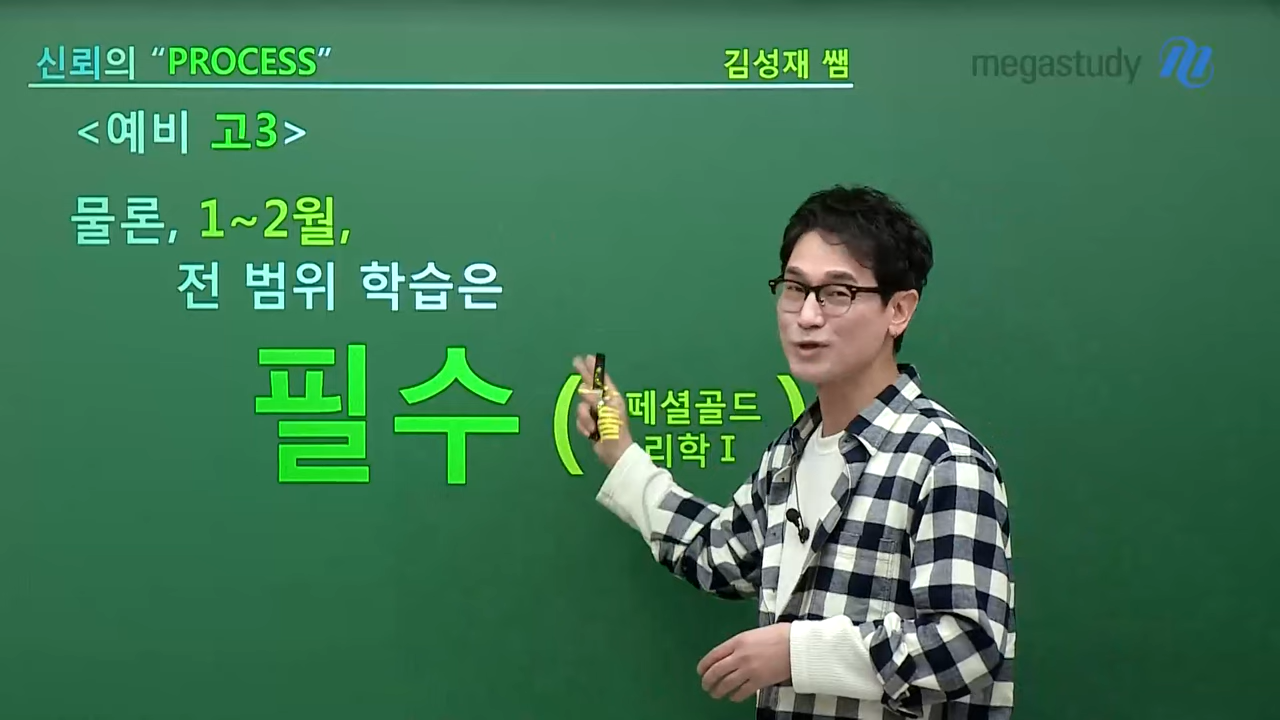 신뢰의 “PROCESS”
김성재 쌤
megastudy
<예비 고3>
물론, 1~2월,
전 범위 학습은
필수 (페셜골드
리학Ⅰ)